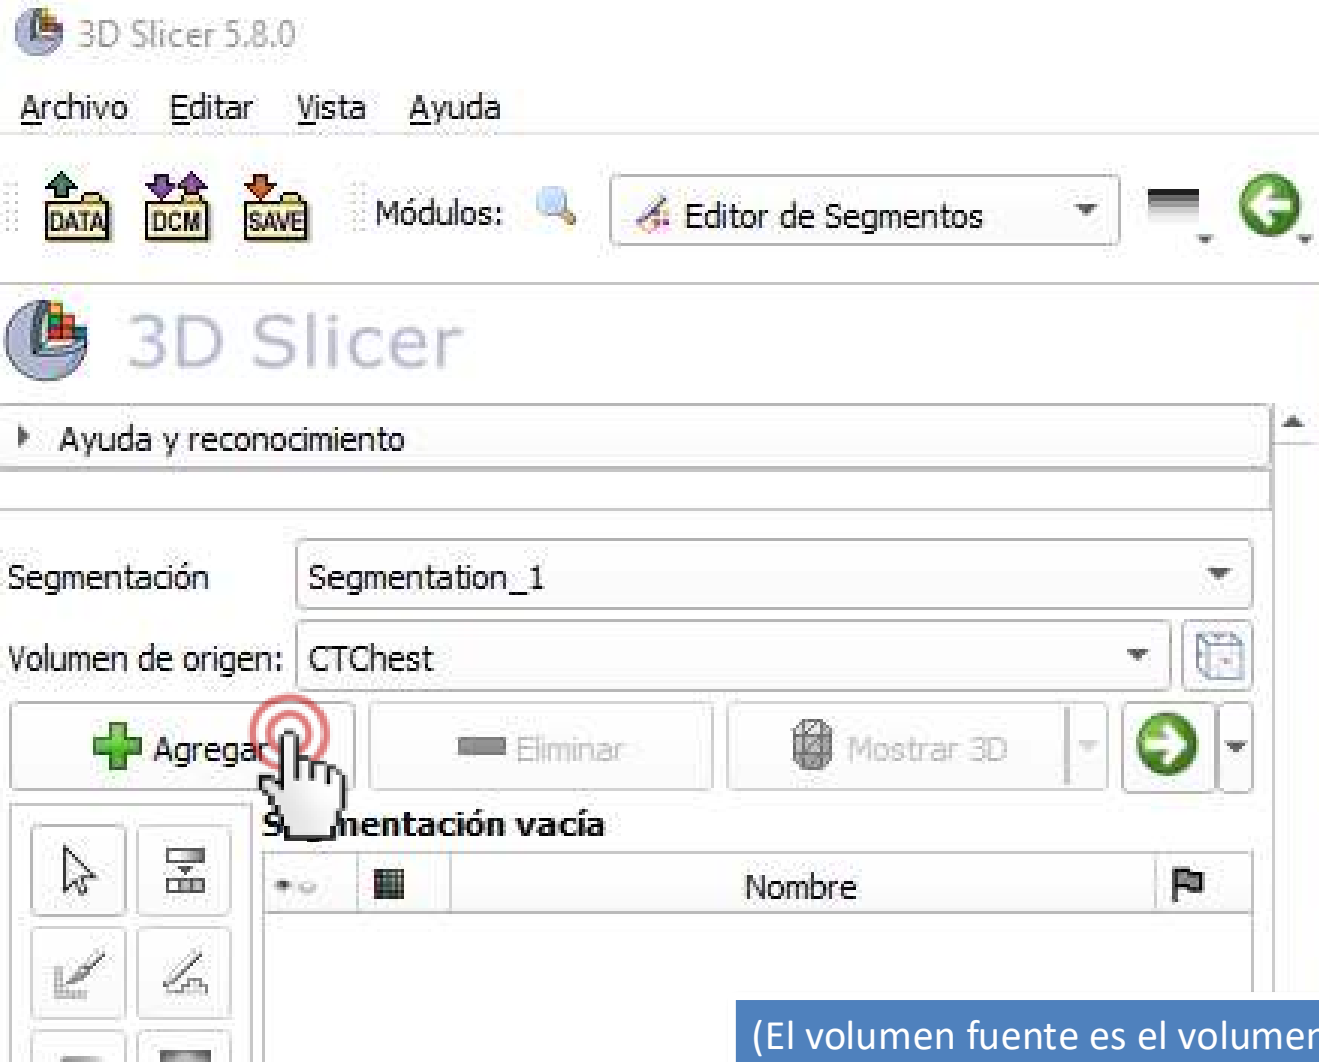 3D Slicer 5.8.0
Archivo Editar Vista Ayuda
DATA DCM SAVE Módulos: Editor de Segmentos
3D Slicer
Ayuda y reconocimiento
Segmentación Segmentation_1
Volumen de origen: CTChest
Agregar Eliminar Mostrar 3D
vacía
Nombre
(El volumen fuente es el volumen